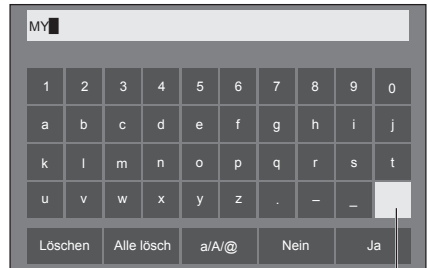 MY
1 2 3 4 5 6 7 8 9 0
a b c d e f g h i j
k l m n o p q r s t
u v w x y z . – _
Löschen Alle lösch a/A/@ Nein Ja